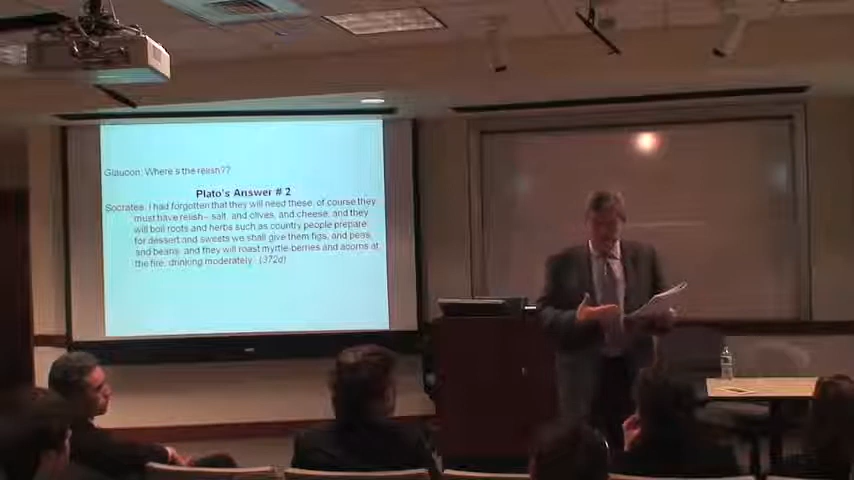 Glaucon: Where's the relish??
Plato's Answer # 2
Socrates: I had forgotten that they will need these, of course they
must have relish-- salt, and olives, and cheese, and they
will boil roots and herbs such as country people prepare;
for dessert and sweets we shall give them figs, and peas,
and beans; and they will roast myrtle-berries and acorns at
the fire, drinking moderately. (372d)